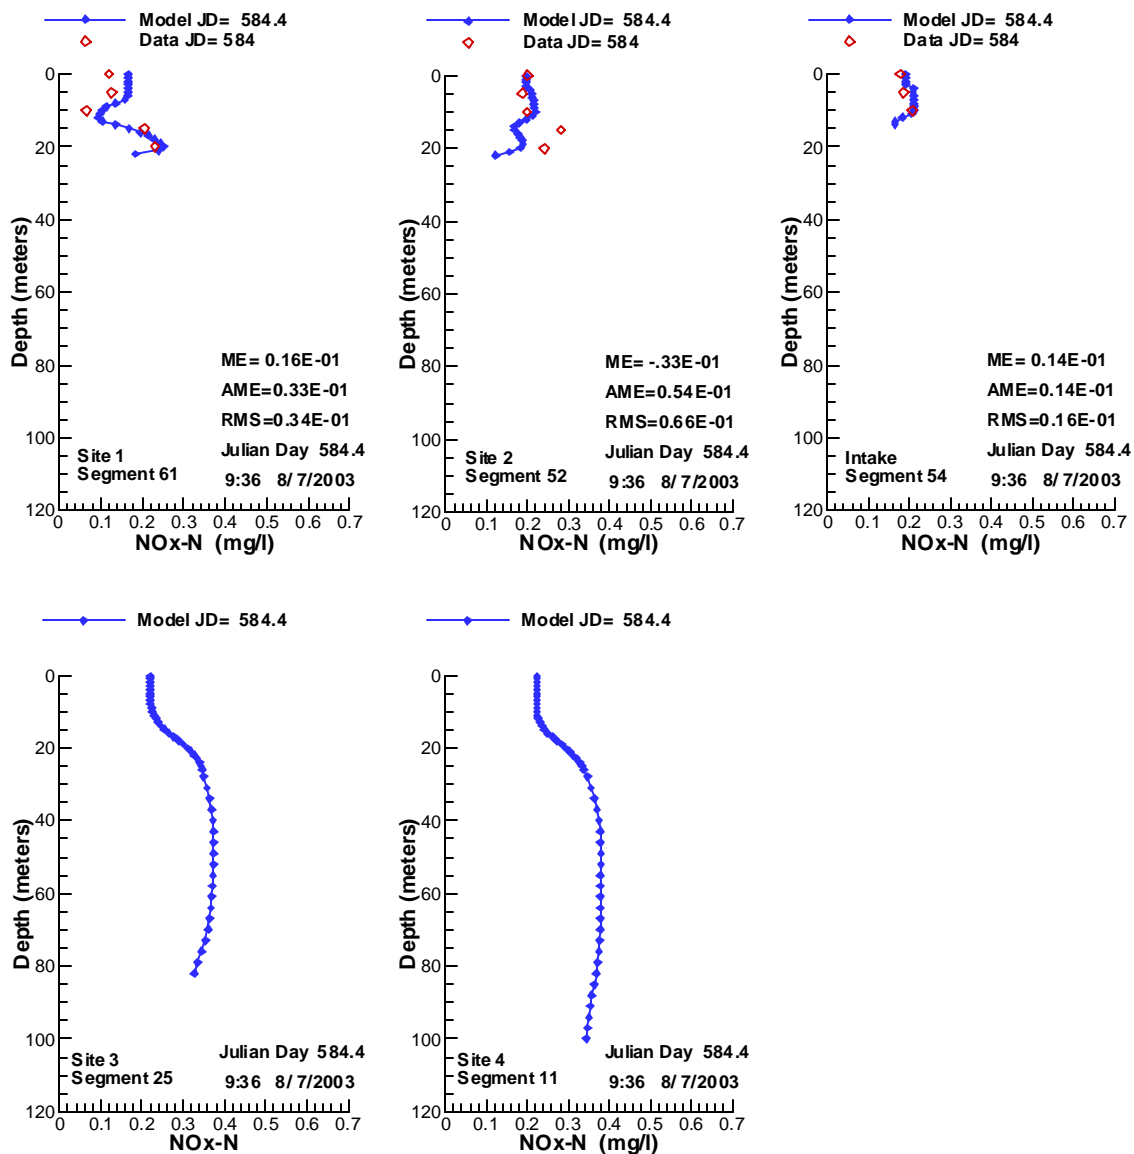 Model JD= 584.4
Data JD= 584
0
20
40
60
80
100
120
Depth (meters)
ME= 0.16E-01
AME=0.33E-01
RMS=0.34E-01
Site 1
Segment 61
Julian Day 584.4
9:36 8/ 7/2003
0 0.1 0.2 0.3 0.4 0.5 0.6 0.7
NOx-N (mg/l)
Model JD= 584.4
Data JD= 584
0
20
40
60
80
100
120
Depth (meters)
ME= -.33E-01
AME=0.54E-01
RMS=0.66E-01
Site 2
Segment 52
Julian Day 584.4
9:36 8/ 7/2003
0 0.1 0.2 0.3 0.4 0.5 0.6 0.7
NOx-N (mg/l)
Model JD= 584.4
Data JD= 584
0
20
40
60
80
100
120
Depth (meters)
ME= 0.14E-01
AME=0.14E-01
RMS=0.16E-01
Intake
Segment 54
Julian Day 584.4
9:36 8/ 7/2003
0 0.1 0.2 0.3 0.4 0.5 0.6 0.7
NOx-N (mg/l)
Model JD= 584.4
0
20
40
60
80
100
120
Depth (meters)
Site 3
Segment 25
Julian Day 584.4
9:36 8/ 7/2003
0 0.1 0.2 0.3 0.4 0.5 0.6 0.7
NOx-N
Model JD= 584.4
0
20
40
60
80
100
120
Depth (meters)
Site 4
Segment 11
Julian Day 584.4
9:36 8/ 7/2003
0 0.1 0.2 0.3 0.4 0.5 0.6 0.7
NOx-N (mg/l)